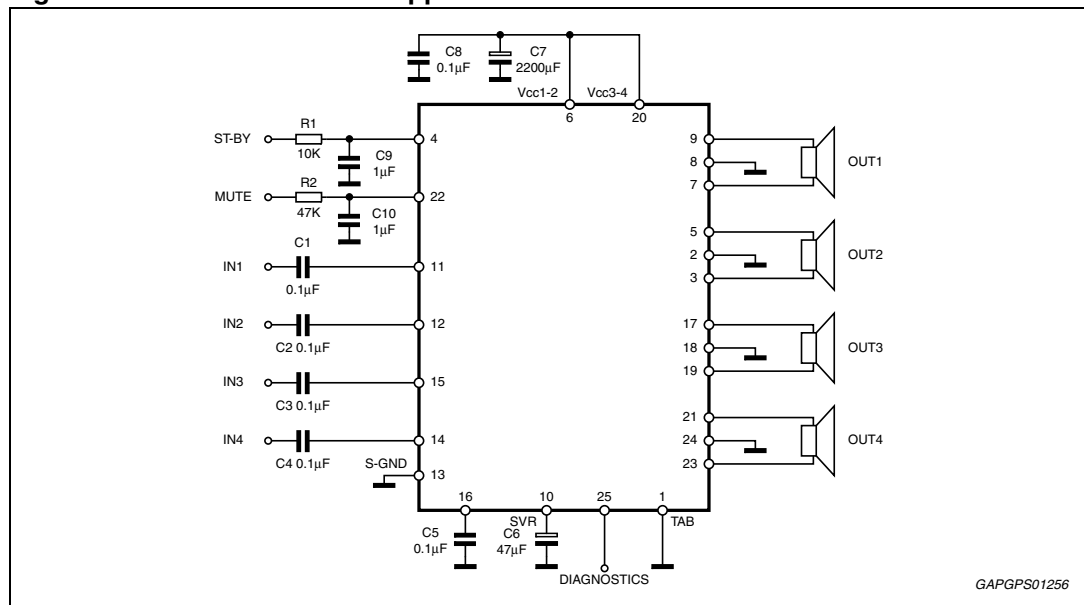 C8
0.1µF
C7
2200µF
Vcc1-2
Vcc3-4
6
20
ST-BY
R1
10K
C9
1µF
4
MUTE
R2
47K
C10
1µF
22
IN1
C1
0.1µF
11
IN2
C2 0.1µF
12
IN3
C3 0.1µF
15
IN4
C4 0.1µF
14
S-GND
13
9
8
7
OUT1
5
2
3
OUT2
17
18
19
OUT3
21
24
23
OUT4
16
10
25
1
SVR
TAB
C5
0.1µF
C6
47µF
DIAGNOSTICS
GAPGPS01256